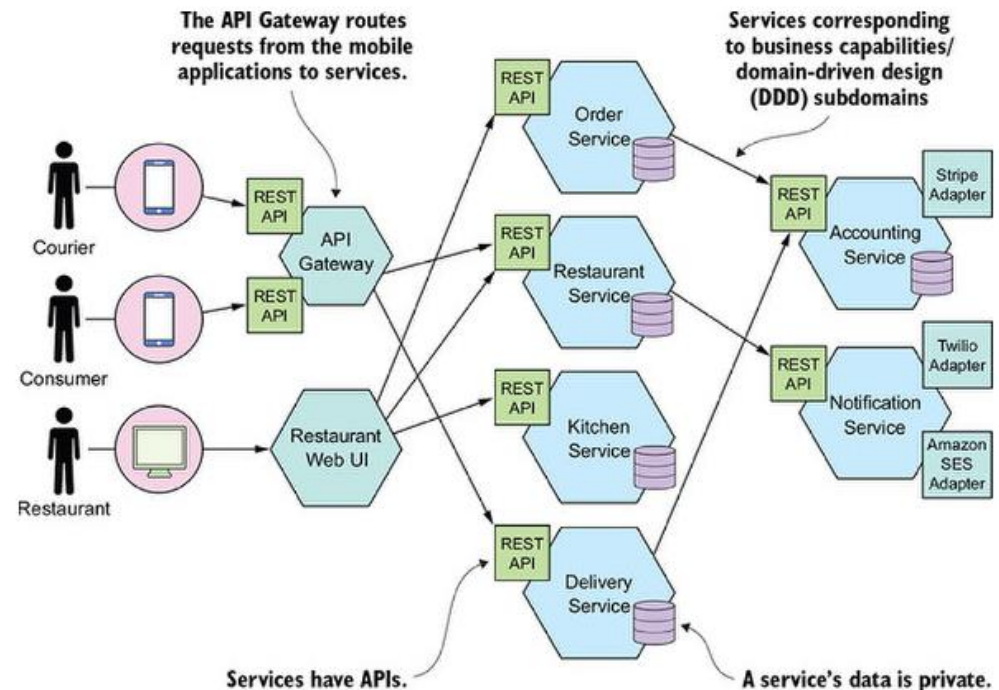 The API Gateway routes
requests from the mobile
applications to services.
Services corresponding
to business capabilities/
domain-driven design
(DDD) subdomains
REST
API
Order
Service
Courier
REST
API
API
Gateway
REST
API
Consumer
REST
API
Restaurant
Service
REST
API
Accounting
Service
Stripe
Adapter
Restaurant
Restaurant
Web UI
REST
API
Kitchen
Service
REST
API
Notification
Service
Twilio
Adapter
Amazon
SES
Adapter
REST
API
Delivery
Service
Services have APIs.
A service's data is private.